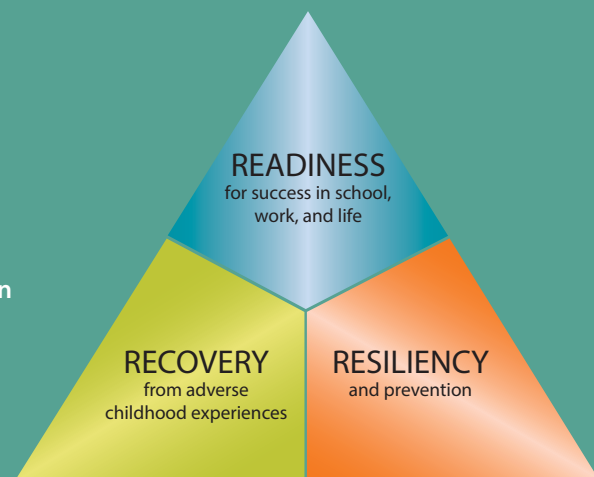 READINESS
for success in school,
work, and life
n
RECOVERY
from adverse
childhood experiences
RESILIENCY
and prevention